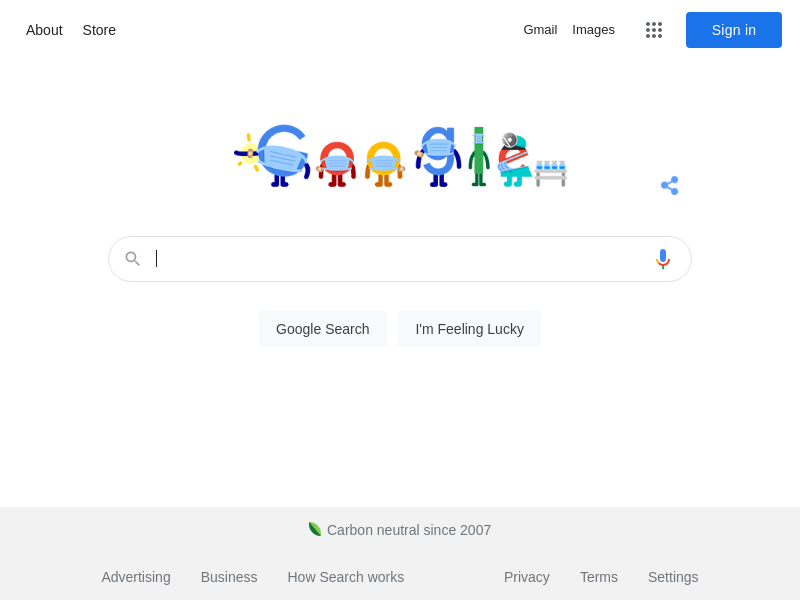 About Store Gmail Images Sign in
Google
Google Search I'm Feeling Lucky
Carbon neutral since 2007
Advertising Business How Search works Privacy Terms Settings